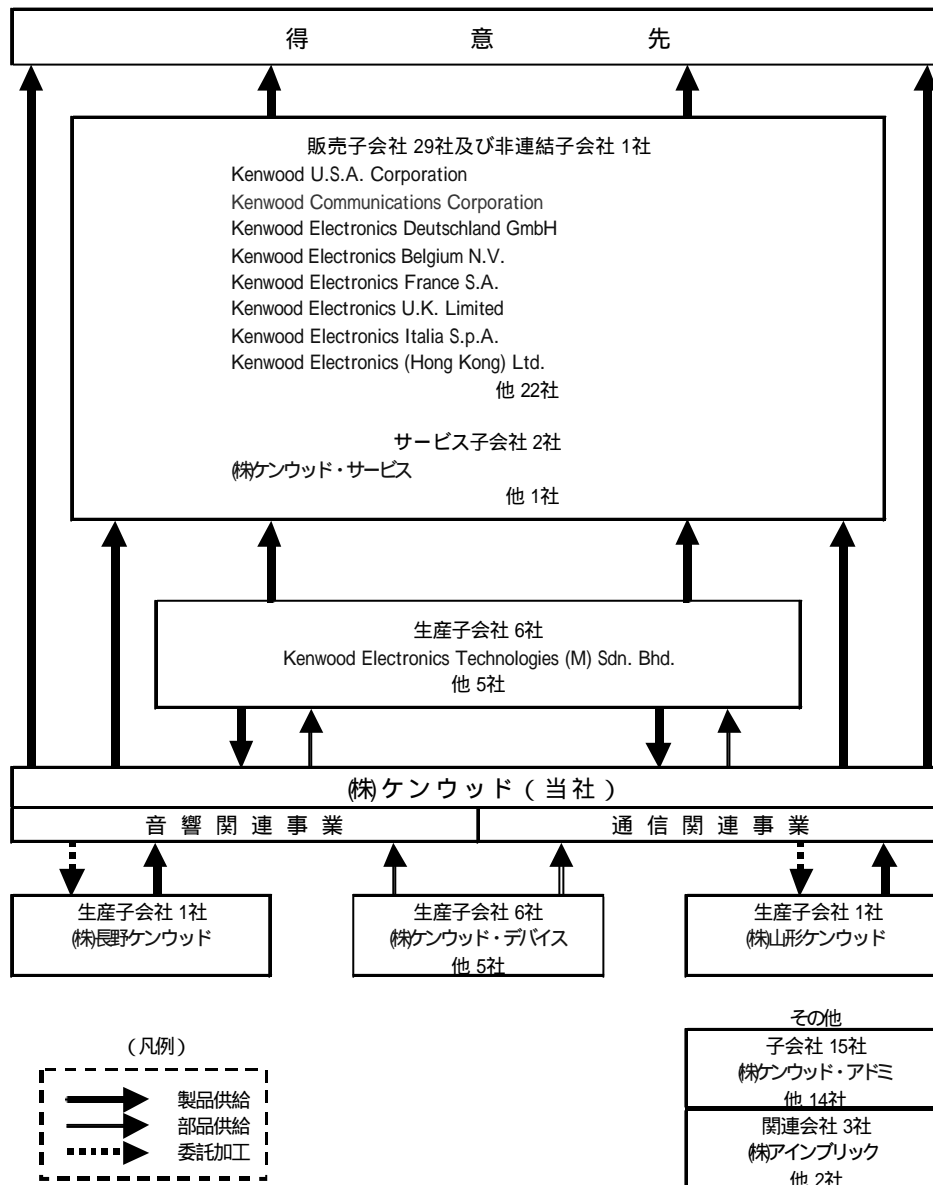 得意先
販売子会社 29社及び非連結子会社 1社
Kenwood U.S.A. Corporation
Kenwood Communications Corporation
Kenwood Electronics Deutschland GmbH
Kenwood Electronics Belgium N.V.
Kenwood Electronics France S.A.
Kenwood Electronics U.K. Limited
Kenwood Electronics Italia S.p.A.
Kenwood Electronics (Hong Kong) Ltd.
他 22社
サービス子会社 2社
㈱ケンウッド・サービス
他 1社
生産子会社 6社
Kenwood Electronics Technologies (M) Sdn. Bhd.
他 5社
㈱ケンウッド（当社）
音響関連事業
通信関連事業
生産子会社 1社
㈱長野ケンウッド
生産子会社 6社
㈱ケンウッド・デバイス
他 5社
生産子会社 1社
㈱山形ケンウッド
その他
子会社 15社
㈱ケンウッド・アドミ
他 14社
関連会社 3社
㈱アインブリック
他 2社
（凡例）
製品供給
部品供給
委託加工